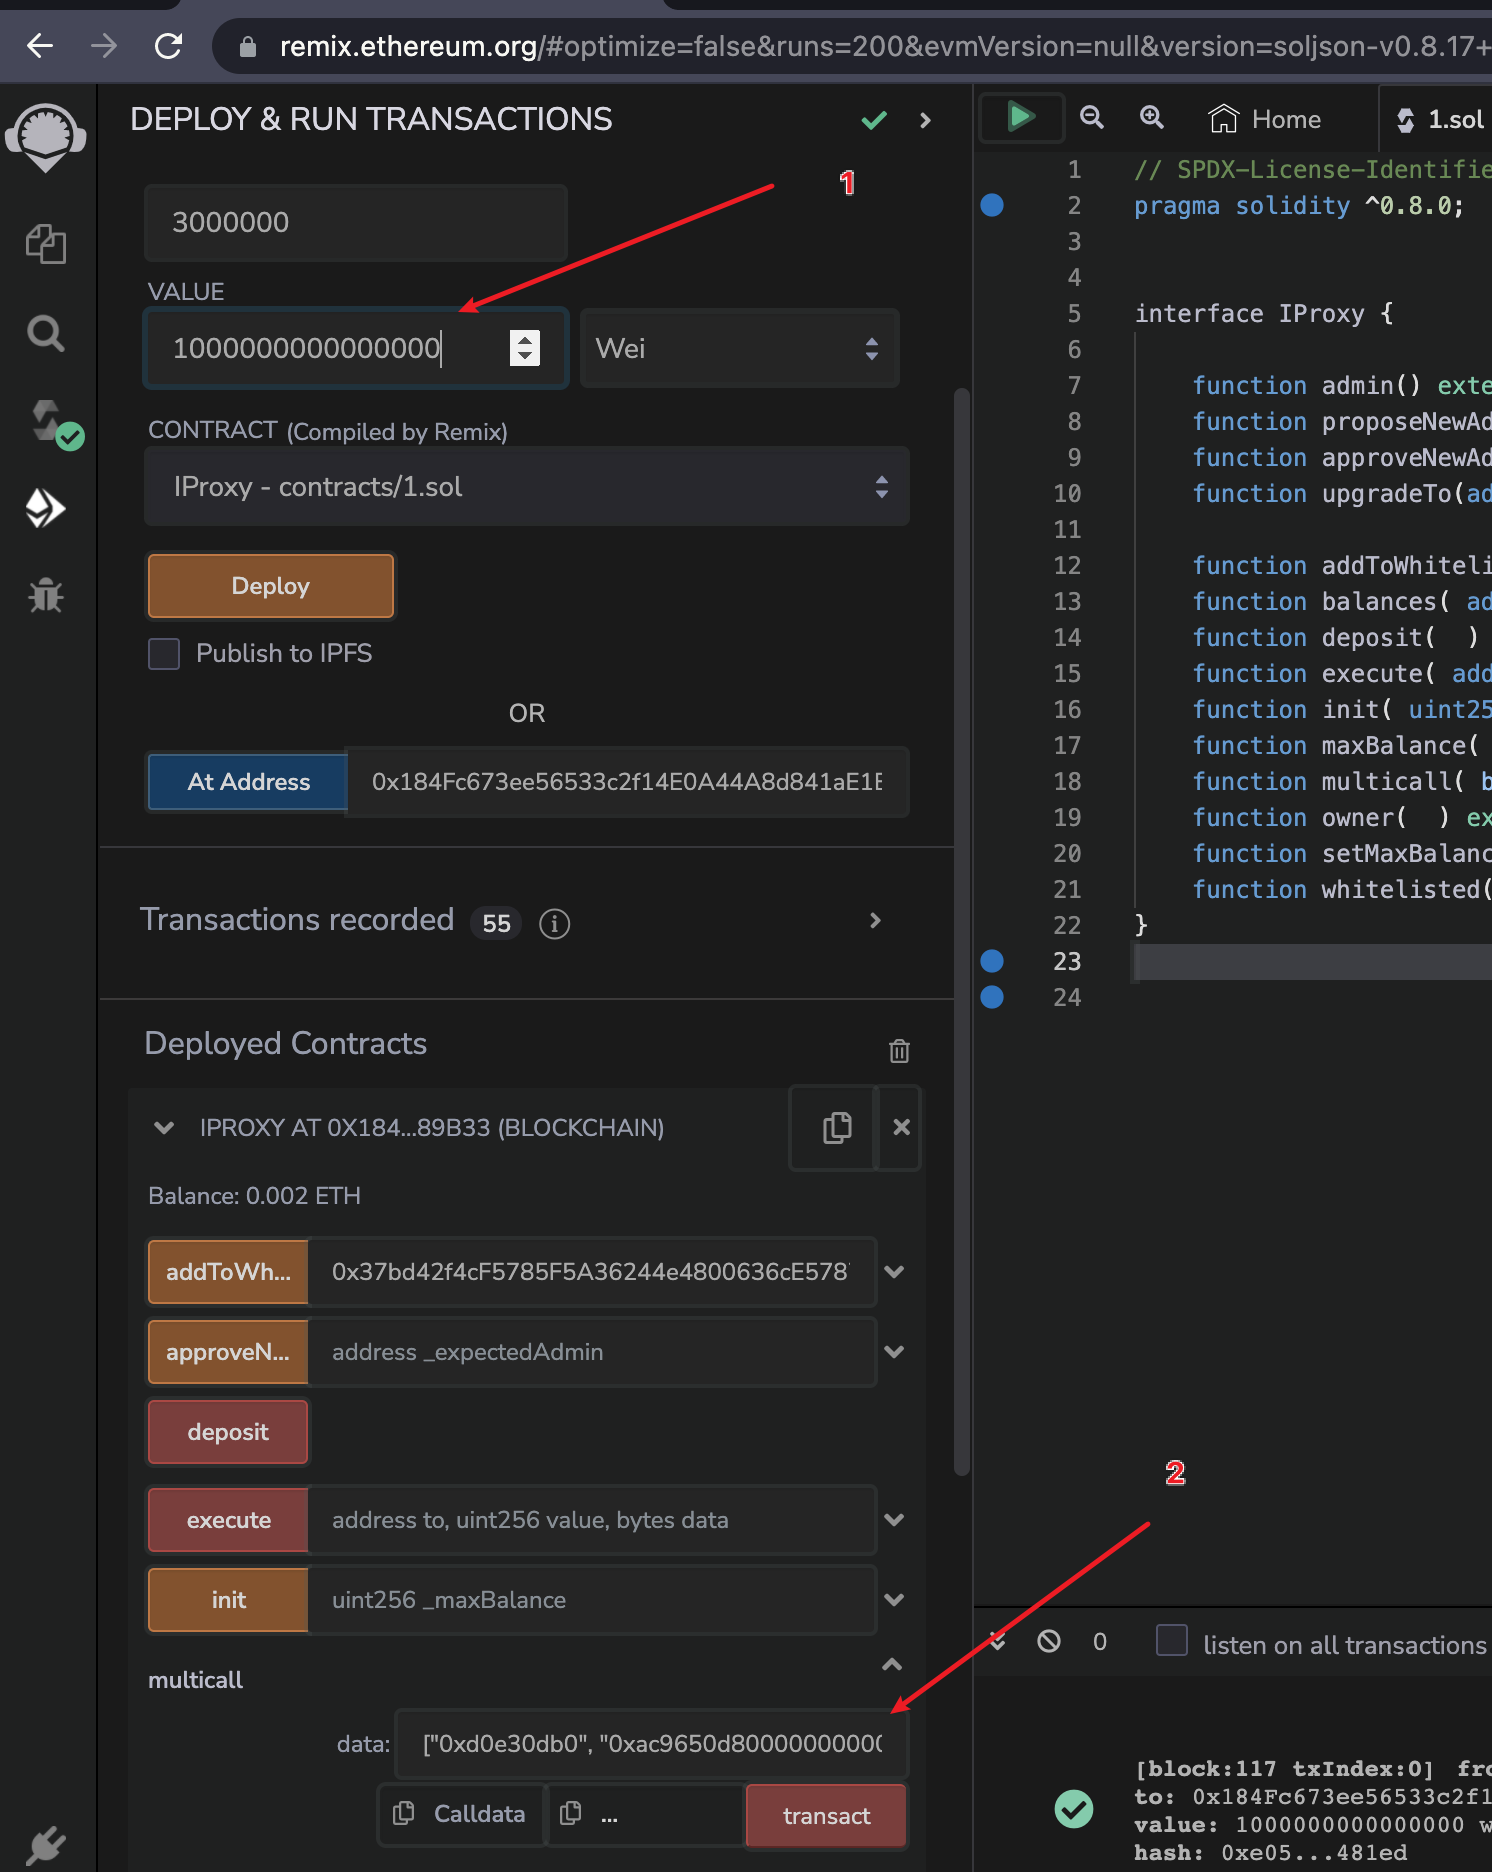 remix.ethereum.org/#optimize=false&runs=200&evmVersion=null&version=soljson-v0.8.17+
DEPLOY & RUN TRANSACTIONS
1
3000000
VALUE
1000000000000000
Wei
CONTRACT (Compiled by Remix)
IProxy - contracts/1.sol
Deploy
Publish to IPFS
OR
At Address
0x184Fc673ee56533c2f14E0A44A8d841aE1E
Transactions recorded 55 i
Deployed Contracts
IPROXY AT 0X184...89B33 (BLOCKCHAIN)
Balance: 0.002 ETH
addToWh... 0x37bd42f4cF5785F5A36244e4800636cE578
approveN... address _expectedAdmin
deposit
execute address to, uint256 value, bytes data
init uint256 _maxBalance
multicall
data: ["0xd0e30db0", "0xac9650d80000000000
Calldata ... transact
Home 1.sol
1 // SPDX-License-Identifie
2 pragma solidity ^0.8.0;
3
4
5 interface IProxy {
6
7 function admin() exte
8 function proposeNewAd
9 function approveNewAd
10 function upgradeTo(ad
11
12 function addToWhiteli
13 function balances( ad
14 function deposit(  )
15 function execute( add
16 function init( uint25
17 function maxBalance(
18 function multicall( b
19 function owner(  ) ex
20 function setMaxBalanc
21 function whitelisted(
22 }
23
24
2
0 listen on all transactions
[block:117 txIndex:0] fro
to: 0x184Fc673ee56533c2f1
value: 1000000000000000 w
hash: 0xe05...481ed